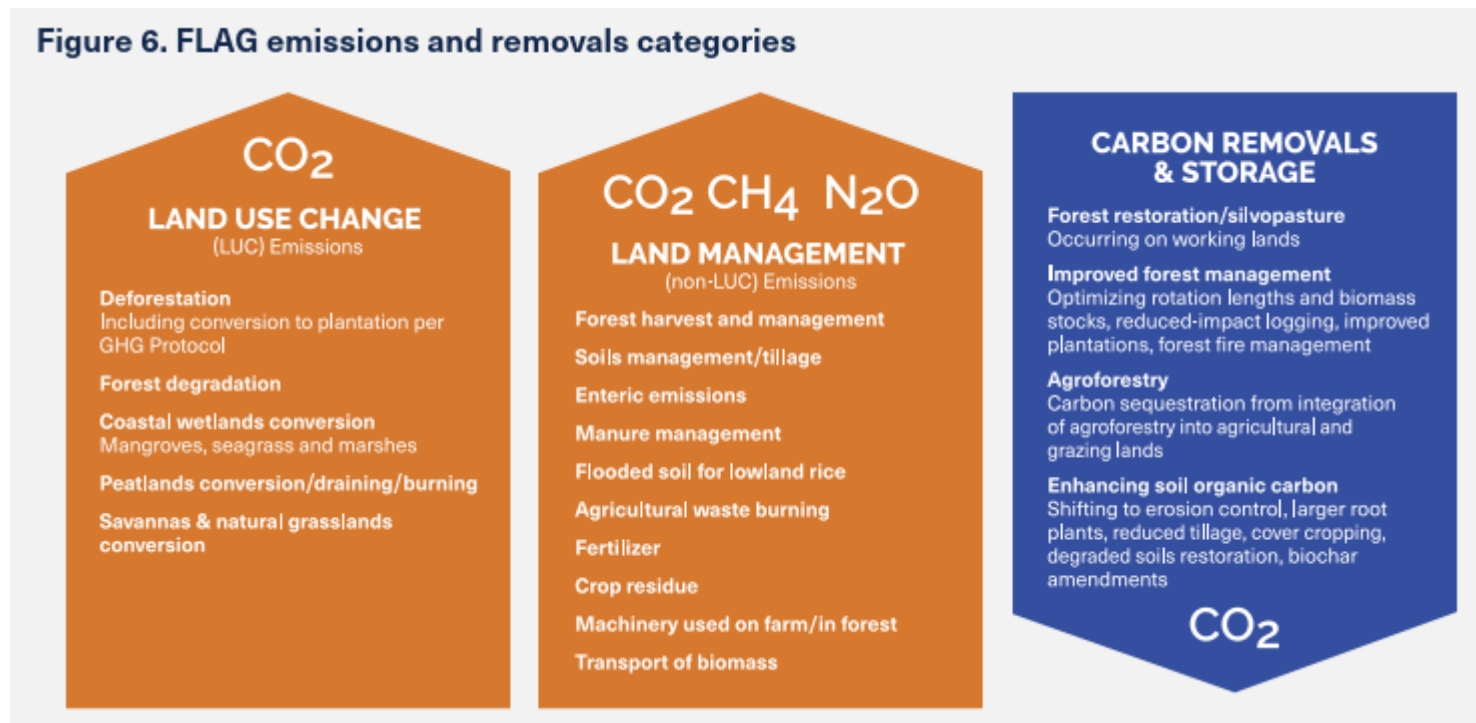 Figure 6. FLAG emissions and removals categories
CO2
LAND USE CHANGE
(LUC) Emissions
Deforestation
Including conversion to plantation per
GHG Protocol
Forest degradation
Coastal wetlands conversion
Mangroves, seagrass and marshes
Peatlands conversion/draining/burning
Savannas & natural grasslands
conversion
CO2 CH4 N2O
LAND MANAGEMENT
(non-LUC) Emissions
Forest harvest and management
Soils management/tillage
Enteric emissions
Manure management
Flooded soil for lowland rice
Agricultural waste burning
Fertilizer
Crop residue
Machinery used on farm/in forest
Transport of biomass
CARBON REMOVALS
& STORAGE
Forest restoration/silvopasture
Occurring on working lands
Improved forest management
Optimizing rotation lengths and biomass
stocks, reduced-impact logging, improved
plantations, forest fire management
Agroforestry
Carbon sequestration from integration
of agroforestry into agricultural and
grazing lands
Enhancing soil organic carbon
Shifting to erosion control, larger root
plants, reduced tillage, cover cropping,
degraded soils restoration, biochar
amendments
CO2